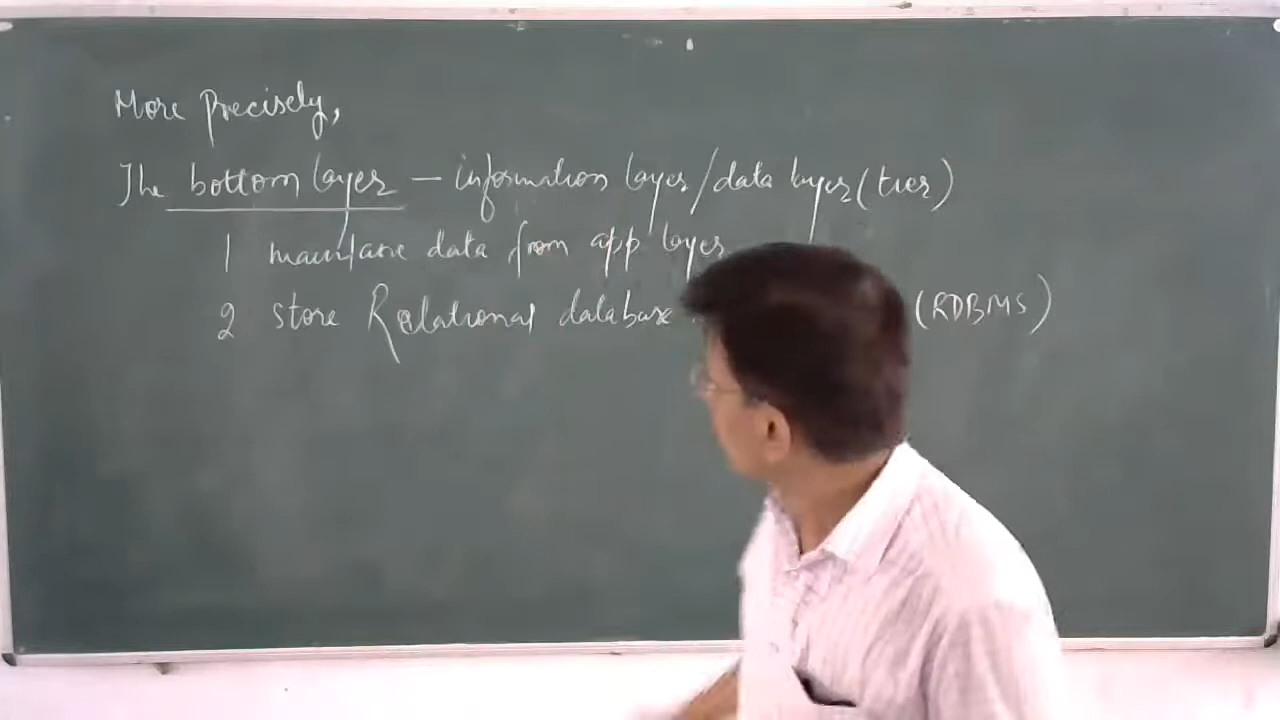 More Precisely,
The bottom layer – information layer/data layer (tier)
1 maintane data from app layer
2 store Relational database (RDBMS)